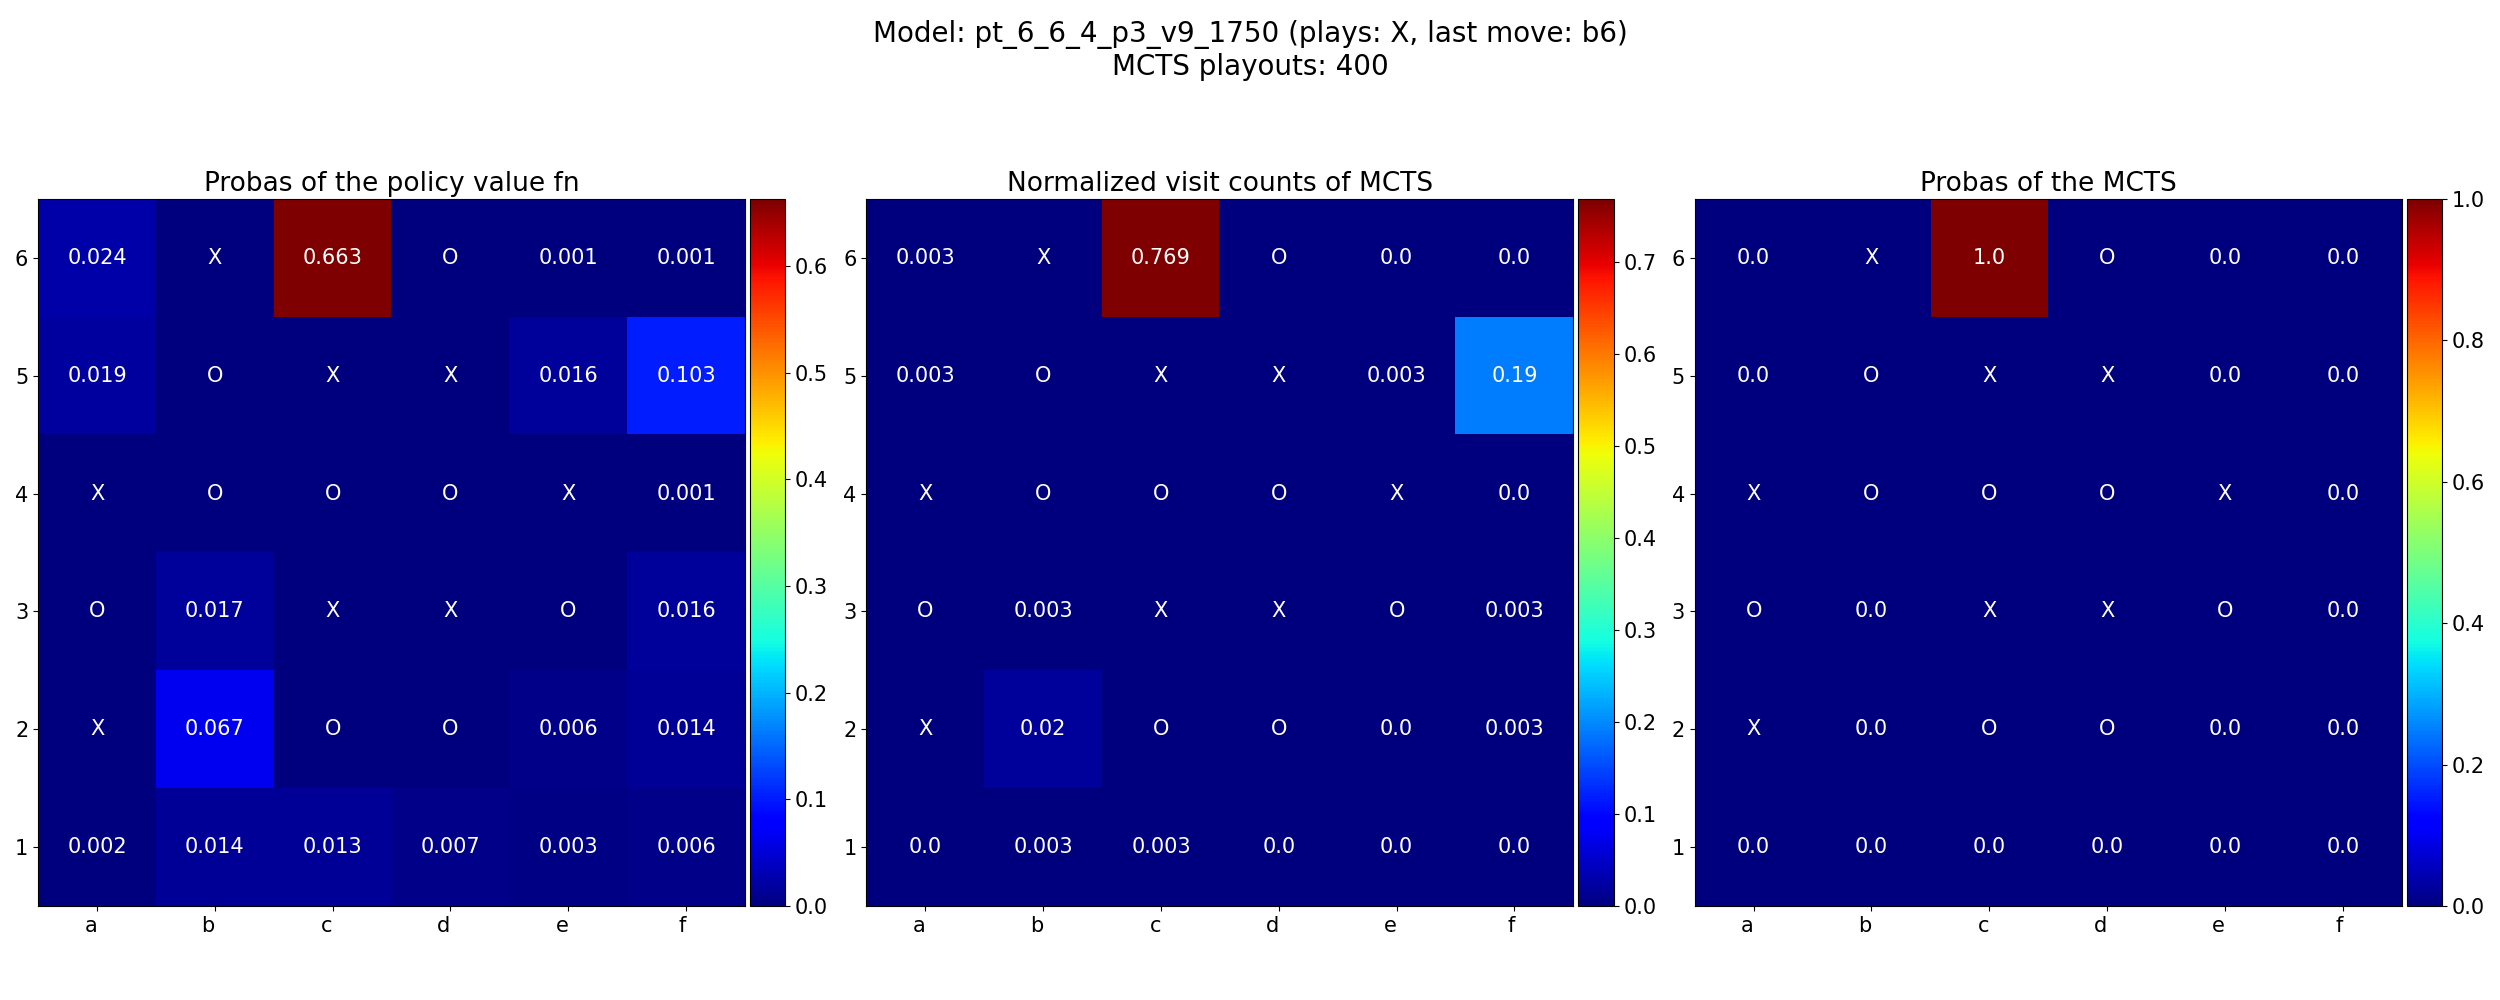 Model: pt_6_6_4_p3_v9_1750 (plays: X, last move: b6)
MCTS playouts: 400
Probas of the policy value fn
6 0.024 X 0.663 O 0.001 0.001
5 0.019 O X X 0.016 0.103
4 X O O O X 0.001
3 O 0.017 X X O 0.016
2 X 0.067 O O 0.006 0.014
1 0.002 0.014 0.013 0.007 0.003 0.006
a b c d e f
0.6
0.5
0.4
0.3
0.2
0.1
0.0
Normalized visit counts of MCTS
6 0.003 X 0.769 O 0.0 0.0
5 0.003 O X X 0.003 0.19
4 X O O O X 0.0
3 O 0.003 X X O 0.003
2 X 0.02 O O 0.0 0.003
1 0.0 0.003 0.003 0.0 0.0 0.0
a b c d e f
0.7
0.6
0.5
0.4
0.3
0.2
0.1
0.0
Probas of the MCTS
6 0.0 X 1.0 O 0.0 0.0
5 0.0 O X X 0.0 0.0
4 X O O O X 0.0
3 O 0.0 X X O 0.0
2 X 0.0 O O 0.0 0.0
1 0.0 0.0 0.0 0.0 0.0 0.0
a b c d e f
1.0
0.8
0.6
0.4
0.2
0.0